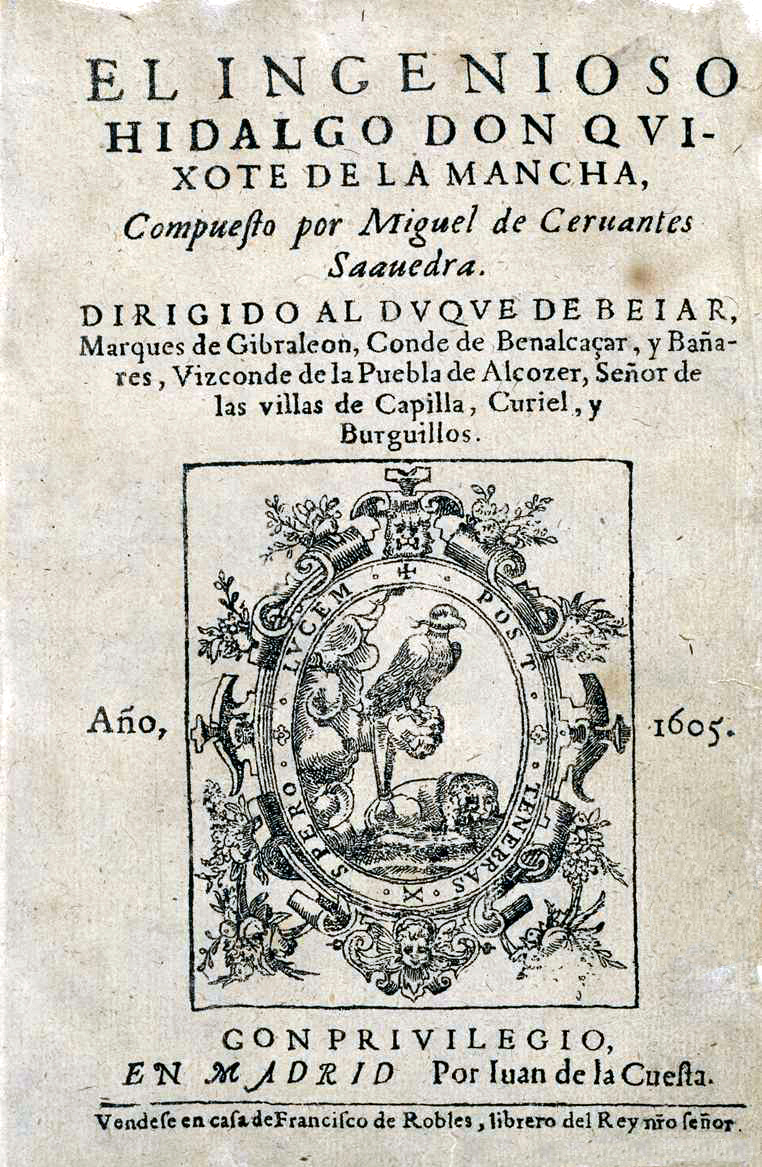 EL INGENIOSO
HIDALGO DON QVI-
XOTE DE LA MANCHA,
Compueſto por Miguel de Ceruantes
Saauedra.
DIRIGIDO AL DVQVE DE BEIAR,
Marques de Gibraleon, Conde de Benalcaçar, y Baña-
res, Vizconde de la Puebla de Alcozer, Señor de
las villas de Capilla, Curiel, y
Burguillos.
SPERO LVCEM POST TENEBRAS
Año, 1605.
CON PRIVILEGIO,
EN MADRID Por Iuan de la Cueſta.
Vendeſe en caſa de Franciſco de Robles, librero del Rey nr̃o ſeñor.